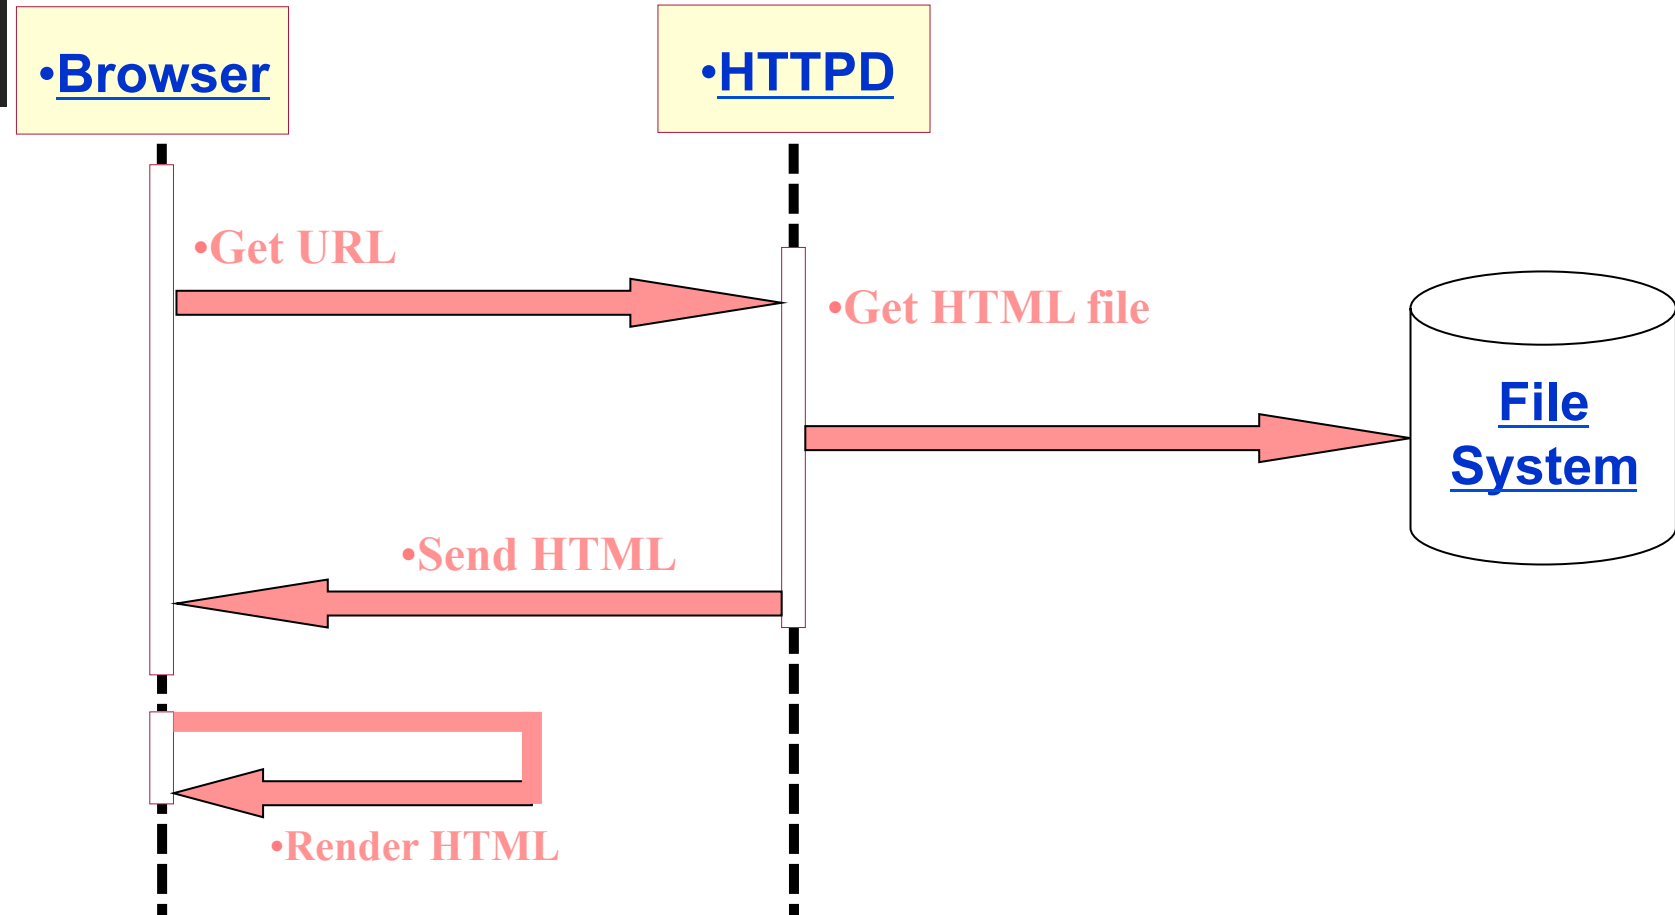 •Browser
•HTTPD
•Get URL
•Get HTML file
File
System
•Send HTML
•Render HTML